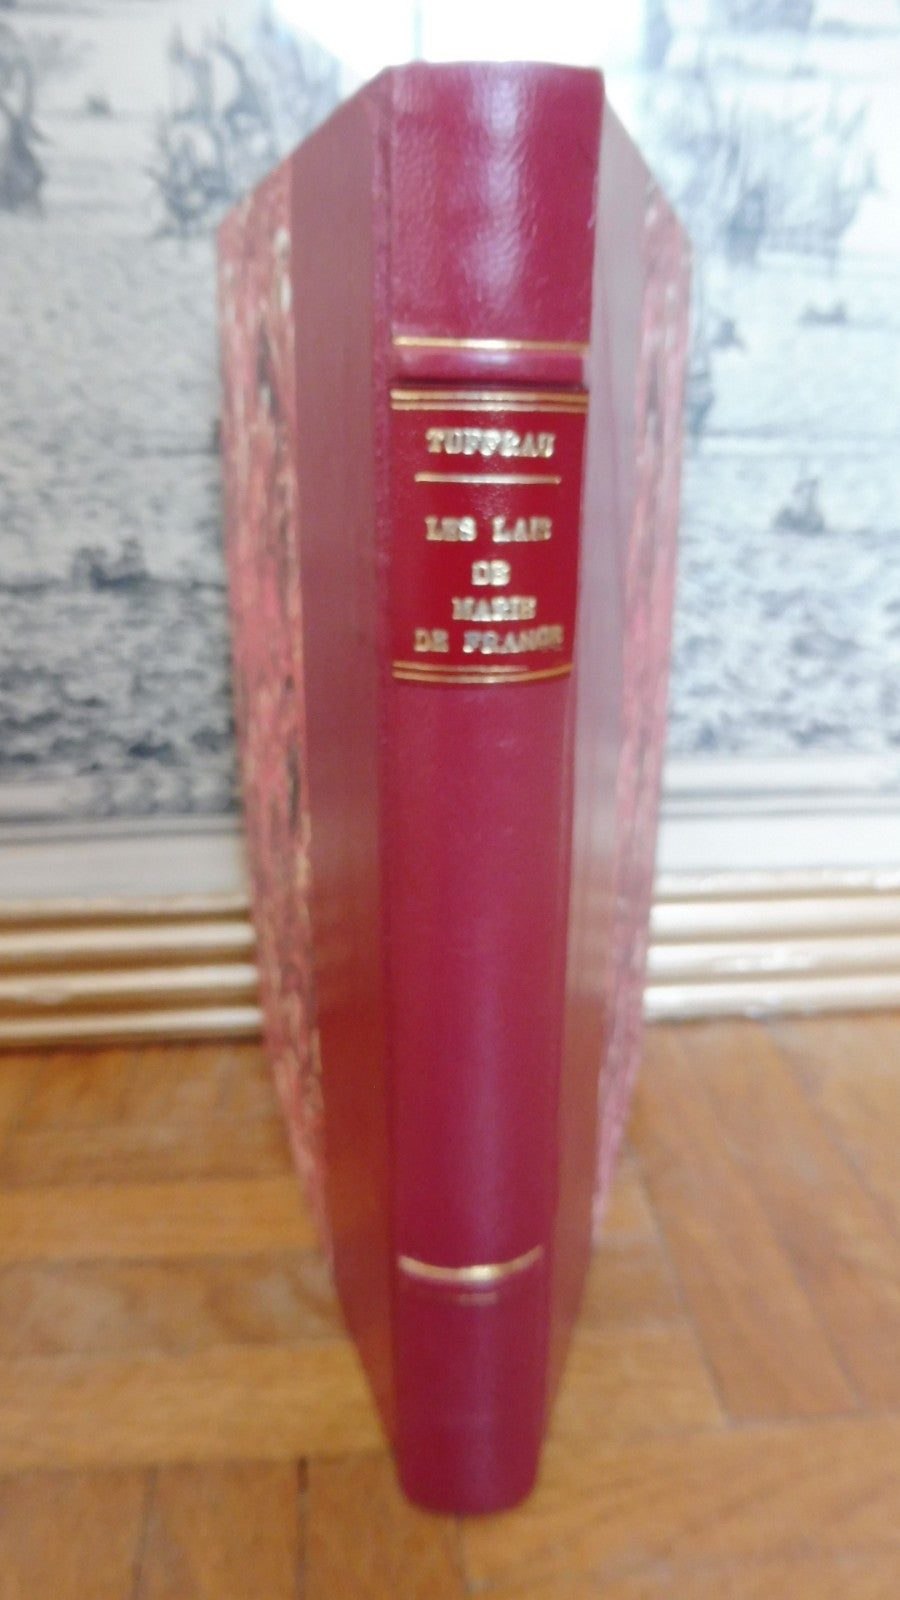 TUFFRAU
LES LAIS
DE
MARIE
DE FRANCE